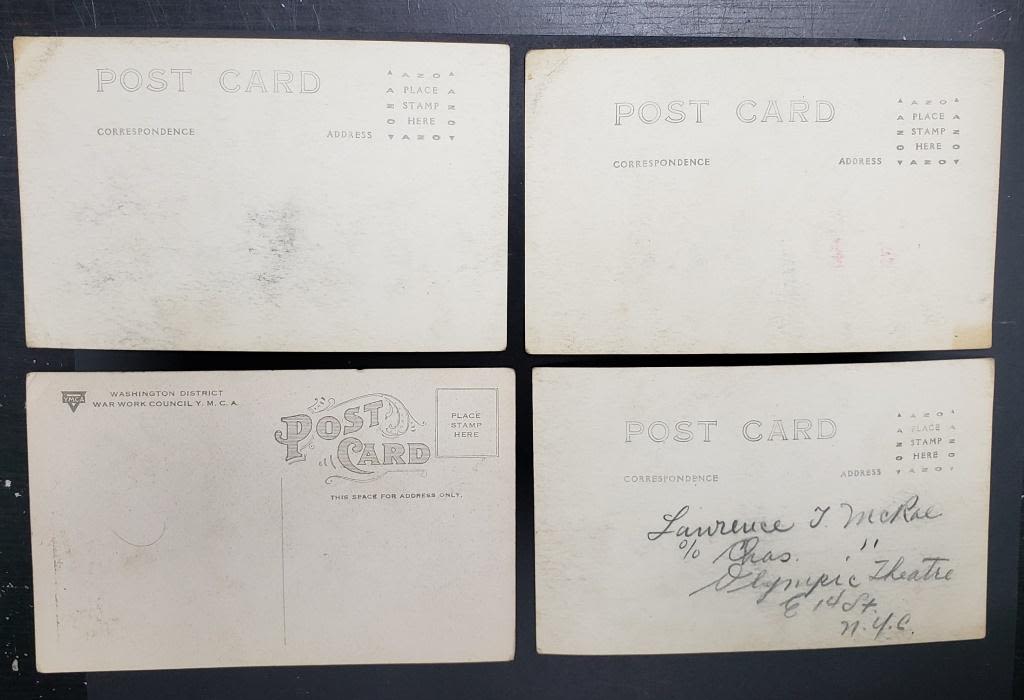 POST CARD
CORRESPONDENCE
ADDRESS
AZO
A PLACE A
Z STAMP Z
O HERE O
AZO
POST CARD
CORRESPONDENCE
ADDRESS
AZO
A PLACE A
Z STAMP Z
O HERE O
AZO
YMCA
WASHINGTON DISTRICT
WAR WORK COUNCIL Y. M. C. A.
POST
CARD
PLACE
STAMP
HERE
THIS SPACE FOR ADDRESS ONLY.
POST CARD
CORRESPONDENCE
ADDRESS
AZO
A PLACE A
Z STAMP Z
O HERE O
AZO
Lawrence T. McRae
c/o Chas. "
Olympic Theatre
E 14 St.
N.Y.C.